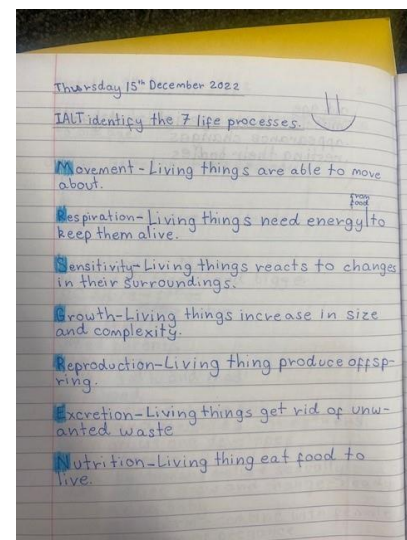 Thursday 15th December 2022
IALT identify the 7 life processes.
Movement - Living things are able to move
about.
from
food
Respiration - Living things need energy to
keep them alive.
Sensitivity - Living things reacts to changes
in their surroundings.
Growth - Living things increase in size
and complexity.
Reproduction - Living thing produce offsp-
ring.
Excretion - Living things get rid of unw-
anted waste
Nutrition - Living thing eat food to
live.